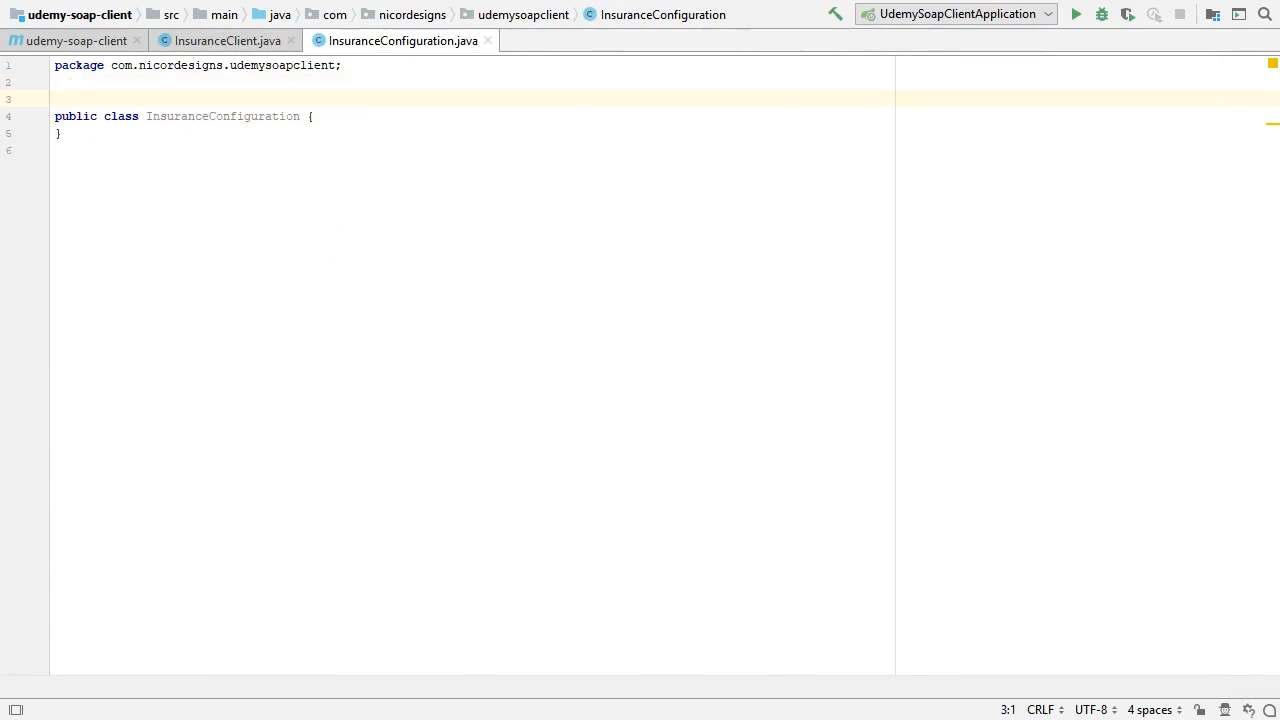 udemy-soap-client src main java com nicordesigns udemysoapclient InsuranceConfiguration UdemySoapClientApplication
udemy-soap-client InsuranceClient.java InsuranceConfiguration.java
1 package com.nicordesigns.udemysoapclient;
2
3
4 public class InsuranceConfiguration {
5 }
6
3:1 CRLF UTF-8 4 spaces